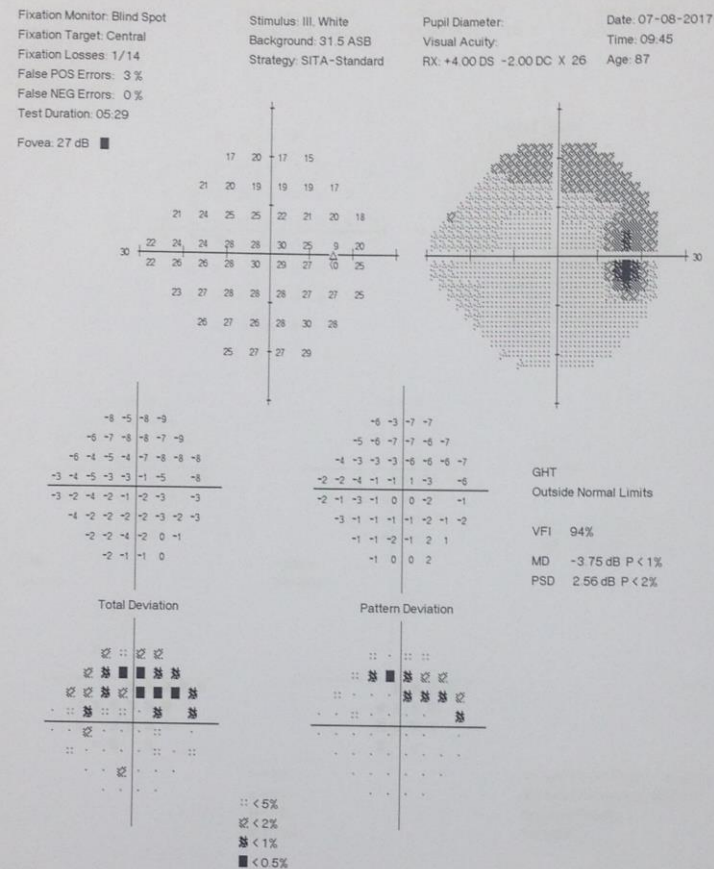 Fixation Monitor: Blind Spot
Fixation Target: Central
Fixation Losses: 1/14
False POS Errors: 3 %
False NEG Errors: 0 %
Test Duration: 05:29
Fovea: 27 dB
Stimulus: III, White
Background: 31.5 ASB
Strategy: SITA-Standard
Pupil Diameter:
Visual Acuity:
RX: +4.00 DS -2.00 DC X 26
Date: 07-08-2017
Time: 09:45
Age: 87
17 20 17 15
21 20 19 19 19 17
21 24 25 25 22 21 20 18
22 24 24 28 28 30 25 9 20
30
22 26 26 28 30 29 27 25
23 27 28 28 28 27 27 25
26 27 26 28 30 28
25 27 27 29
30
-8 -5 -8 -9
-6 -7 -8 -8 -7 -9
-6 -4 -5 -4 -7 -8 -8 -8
-3 -4 -5 -3 -3 -1 -5 -8
-3 -2 -4 -2 -1 -2 -3 -3
-4 -2 -2 -2 -2 -3 -2 -3
-2 -2 -4 -2 0 -1
-2 -1 -1 0
Total Deviation
-6 -3 -7 -7
-5 -6 -7 -7 -6 -7
-4 -3 -3 -3 -6 -6 -6 -7
-2 -2 -4 -1 -1 1 -3 -6
-2 -1 -3 -1 0 0 -2 -1
-3 -1 -1 -1 -1 -2 -1 -2
-1 -1 -2 -1 2 1
-1 0 0 2
Pattern Deviation
GHT
Outside Normal Limits
VFI 94%
MD -3.75 dB P < 1%
PSD 2.56 dB P < 2%
< 5%
< 2%
< 1%
< 0.5%